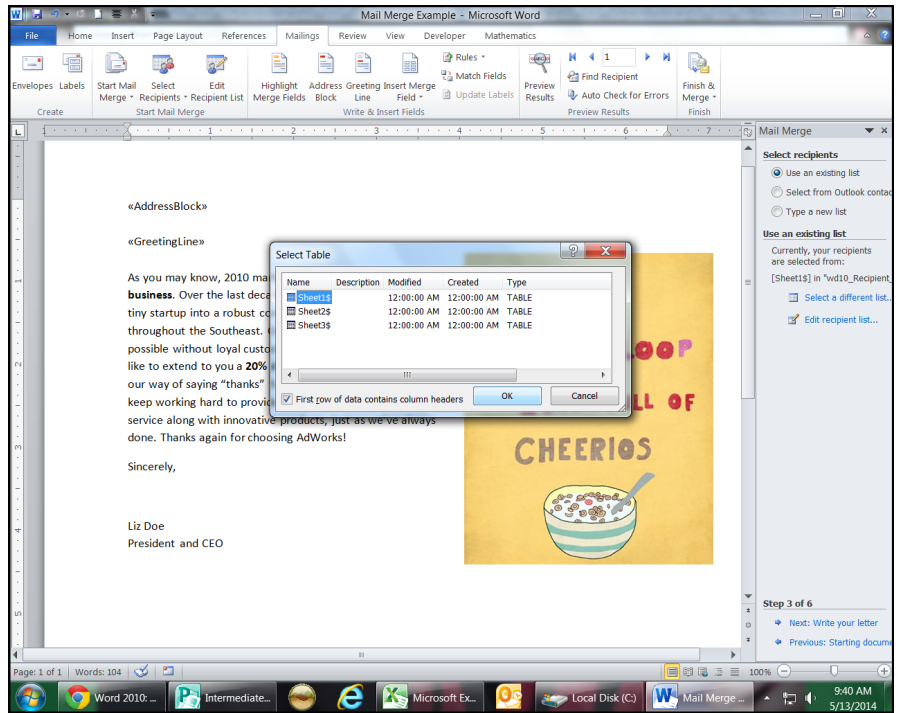 Mail Merge Example - Microsoft Word
File Home Insert Page Layout References Mailings Review View Developer Mathematics
Envelopes Labels
Create
Start Mail Merge
Select Recipients
Edit Recipient List
Start Mail Merge
Highlight Merge Fields
Address Block
Greeting Line
Insert Merge Field
Rules
Match Fields
Update Labels
Write & Insert Fields
ABC
Preview Results
1
Find Recipient
Auto Check for Errors
Preview Results
Finish & Merge
Finish
L
1 1 2 3 4 5 6 7
«AddressBlock»
«GreetingLine»
As you may know, 2010 ma
business. Over the last deca
tiny startup into a robust co
throughout the Southeast.
possible without loyal custo
like to extend to you a 20%
our way of saying “thanks”
keep working hard to provid
service along with innovative products, just as we’ve always
done. Thanks again for choosing AdWorks!
Sincerely,
Liz Doe
President and CEO
Select Table
Name Description Modified Created Type
Sheet1$ 12:00:00 AM 12:00:00 AM TABLE
Sheet2$ 12:00:00 AM 12:00:00 AM TABLE
Sheet3$ 12:00:00 AM 12:00:00 AM TABLE
First row of data contains column headers
OK Cancel
OOP
LL OF
CHEERIOS
Mail Merge
Select recipients
Use an existing list
Select from Outlook contac
Type a new list
Use an existing list
Currently, your recipients
are selected from:
[Sheet1$] in "wd10_Recipient_
Select a different list..
Edit recipient list...
Step 3 of 6
Next: Write your letter
Previous: Starting docume
Page: 1 of 1 Words: 104 100%
Word 2010: ... Intermediate... Microsoft Ex... Local Disk (C:) Mail Merge ...
9:40 AM
5/13/2014